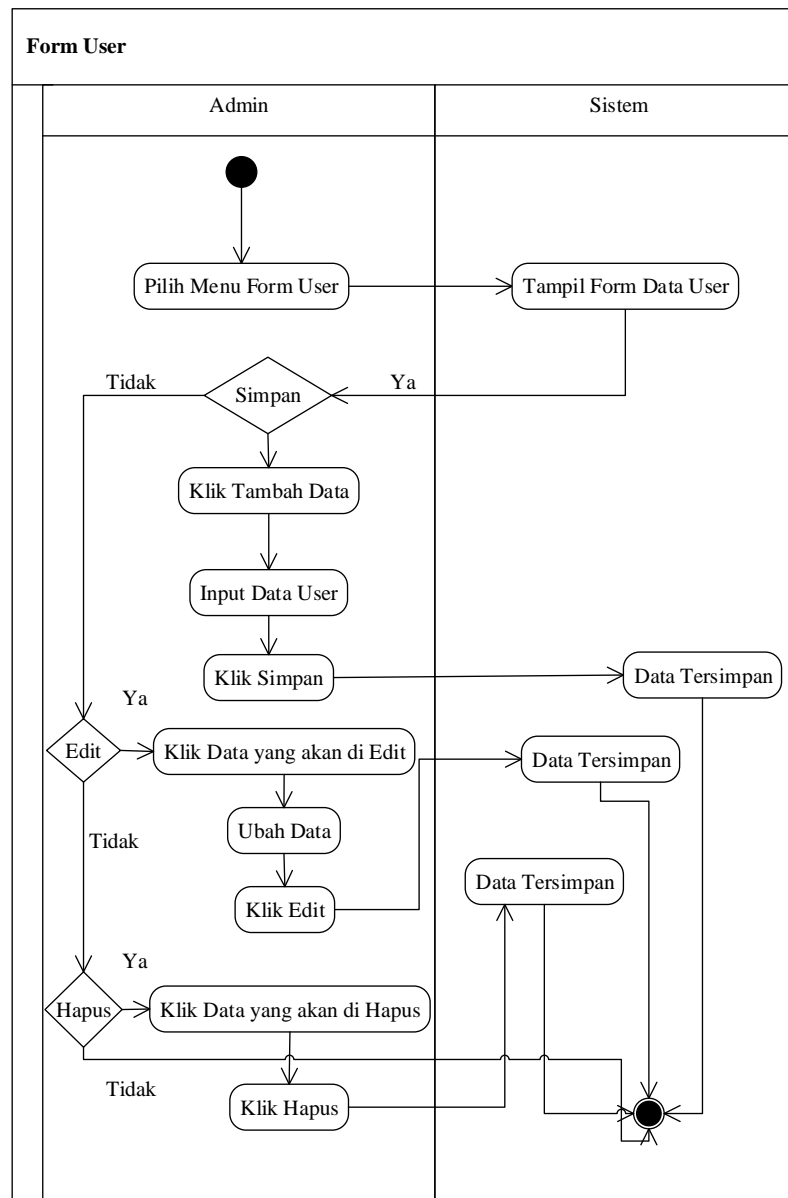 Form User
Admin
Sistem
Pilih Menu Form User
Tampil Form Data User
Tidak
Simpan
Ya
Klik Tambah Data
Input Data User
Klik Simpan
Data Tersimpan
Ya
Edit
Klik Data yang akan di Edit
Data Tersimpan
Ubah Data
Tidak
Data Tersimpan
Klik Edit
Ya
Hapus
Klik Data yang akan di Hapus
Tidak
Klik Hapus